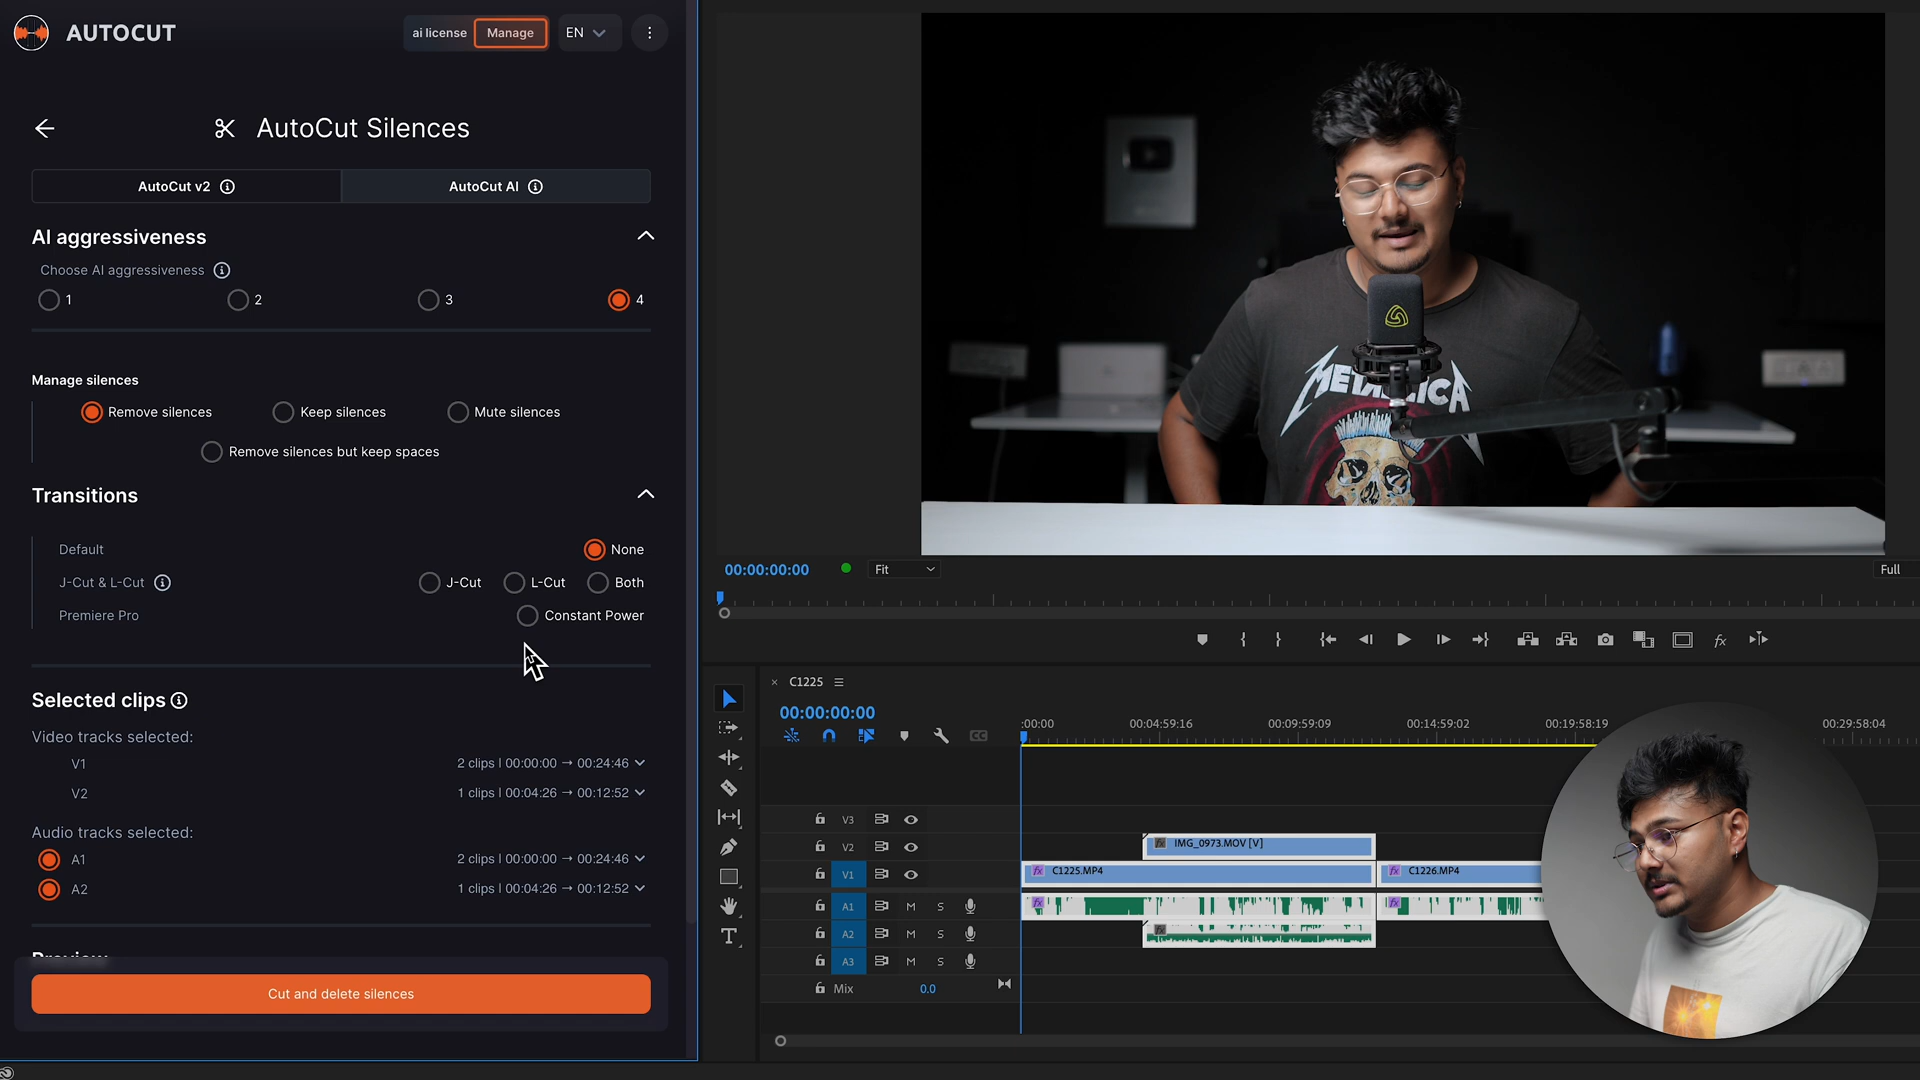 AUTOCUT
ai license Manage EN
AutoCut Silences
AutoCut v2 AutoCut AI
AI aggressiveness
Choose AI aggressiveness
1 2 3 4
Manage silences
Remove silences Keep silences Mute silences
Remove silences but keep spaces
Transitions
Default None
J-Cut & L-Cut J-Cut L-Cut Both
Premiere Pro Constant Power
Selected clips
Video tracks selected:
V1 2 clips | 00:00:00 → 00:24:46
V2 1 clips | 00:04:26 → 00:12:52
Audio tracks selected:
A1 2 clips | 00:00:00 → 00:24:46
A2 1 clips | 00:04:26 → 00:12:52
Cut and delete silences
METALLICA
00:00:00:00 Fit Full
× C1225
00:00:00:00
:00:00 00:04:59:16 00:09:59:09 00:14:59:02 00:19:58:19 00:29:58:04
V3
V2 IMG_0973.MOV [V]
V1 fx C1225.MP4 fx C1226.MP4
A1 M S
A2 M S
A3 M S
Mix 0.0